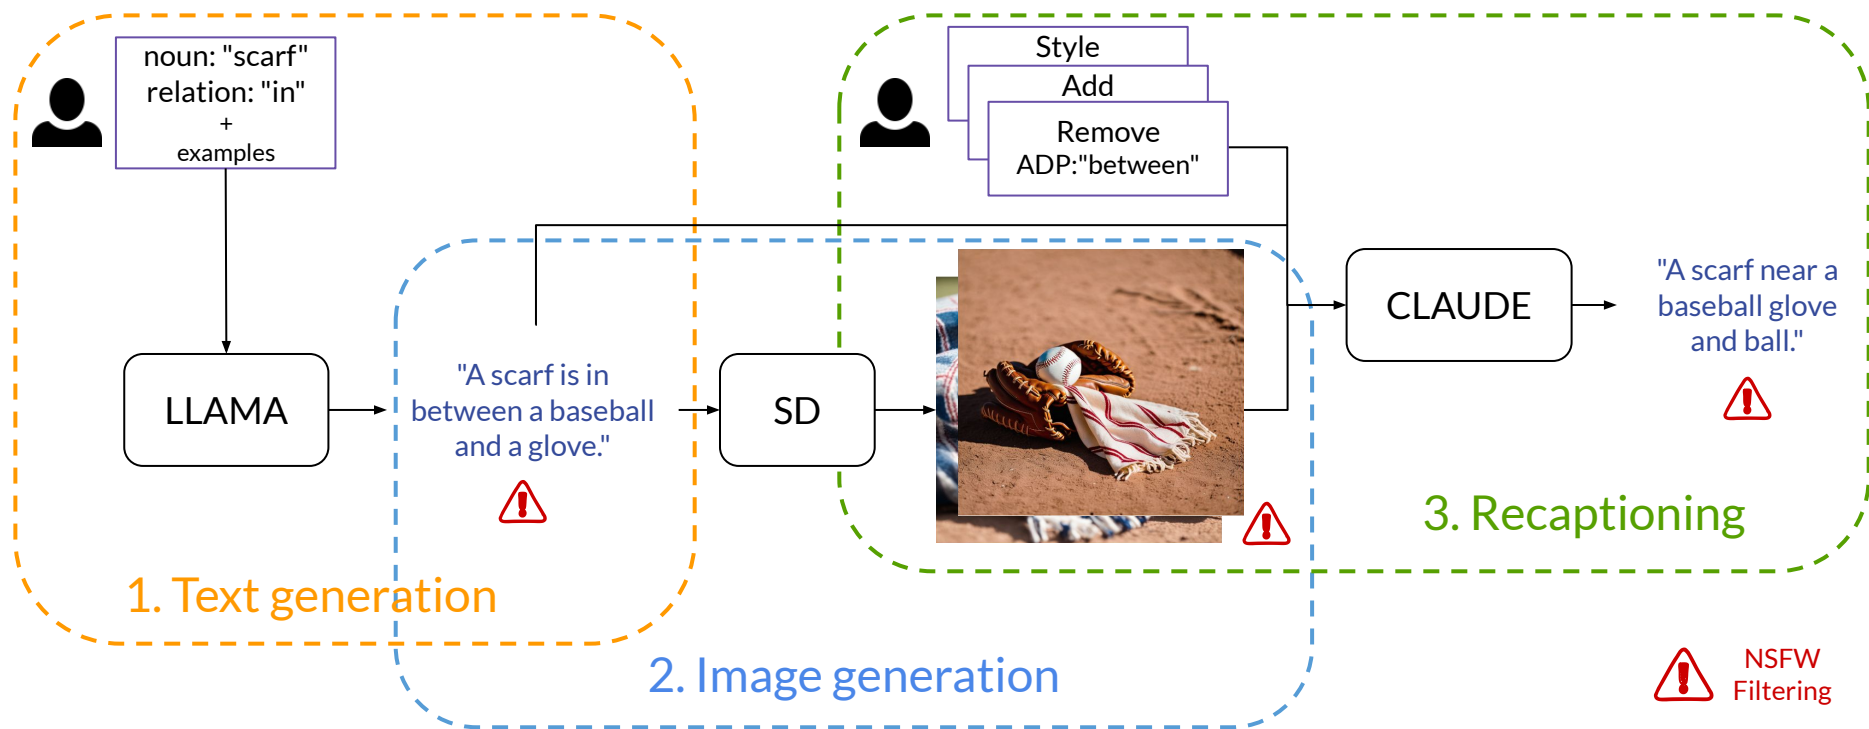 noun: "scarf"
relation: "in"
+
examples
LLAMA
"A scarf is in
between a baseball
and a glove."
1. Text generation
SD
2. Image generation
Style
Add
Remove
ADP:"between"
CLAUDE
"A scarf near a
baseball glove
and ball."
3. Recaptioning
NSFW
Filtering